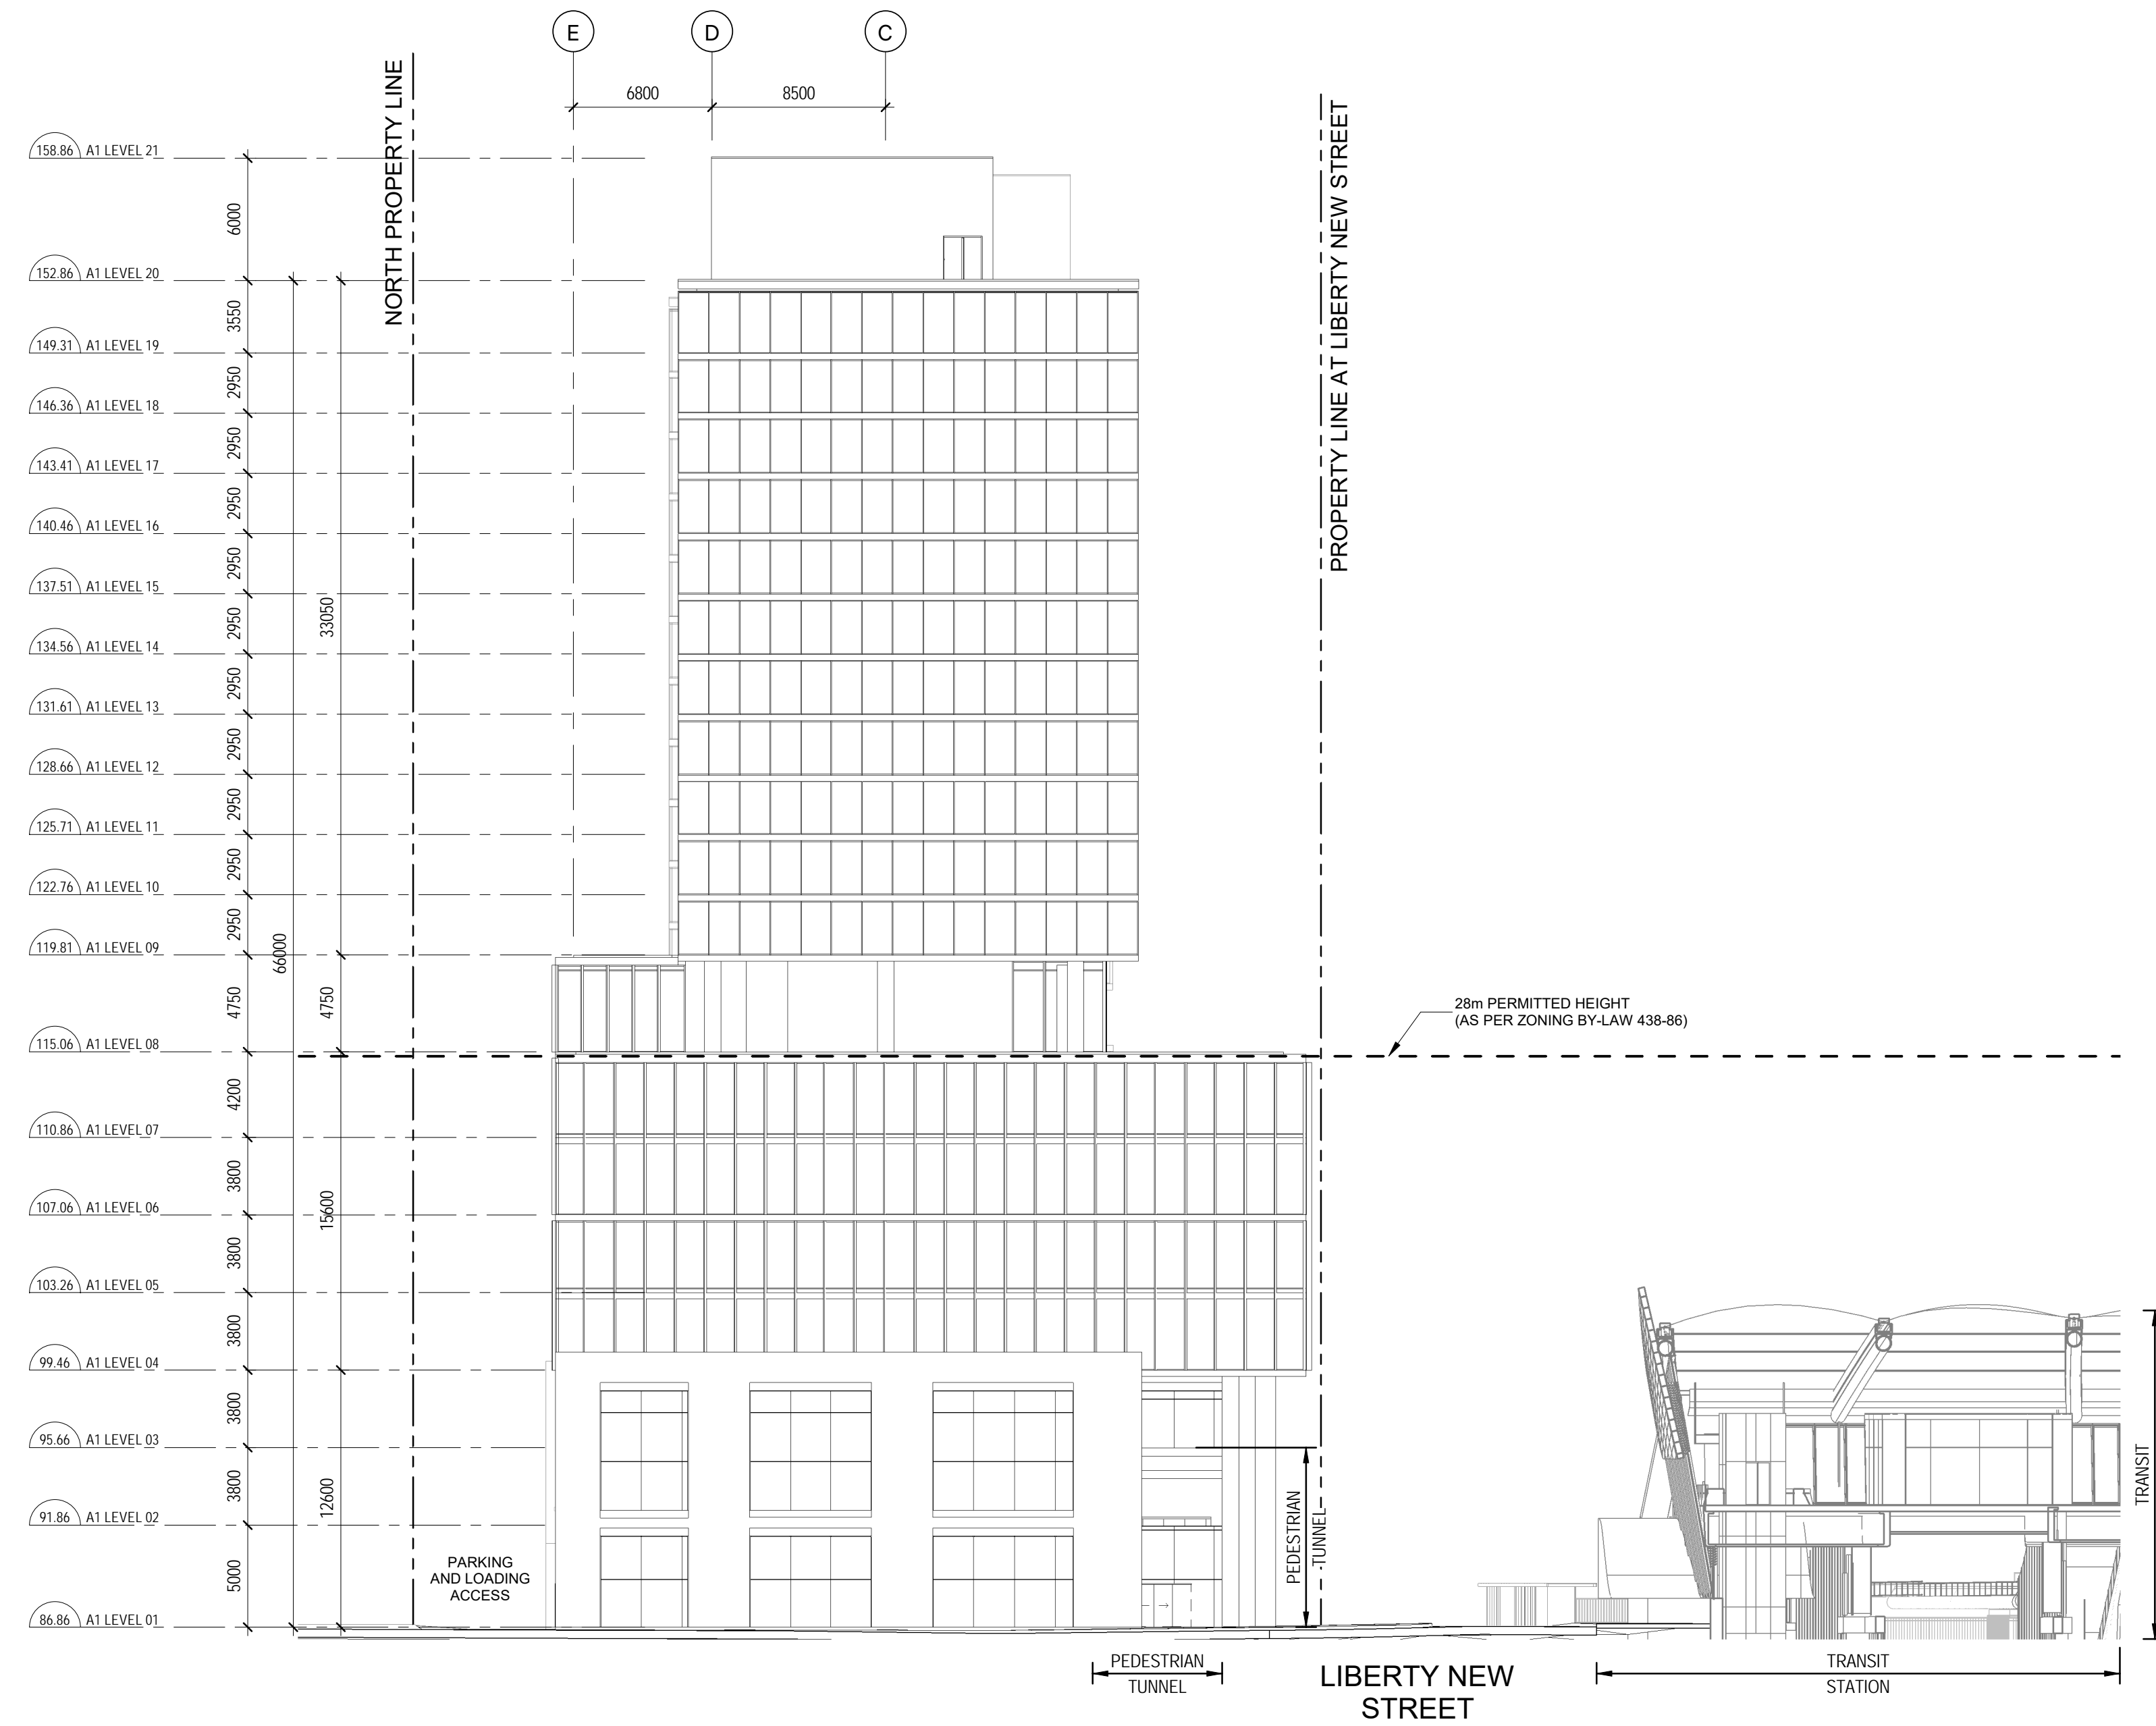 E
D
C
6800
8500
NORTH PROPERTY LINE
PROPERTY LINE AT LIBERTY NEW STREET
158.86 A1 LEVEL 21
6000
152.86 A1 LEVEL 20
3550
149.31 A1 LEVEL 19
2950
146.36 A1 LEVEL 18
2950
143.41 A1 LEVEL 17
2950
140.46 A1 LEVEL 16
2950
137.51 A1 LEVEL 15
2950
33050
134.56 A1 LEVEL 14
2950
131.61 A1 LEVEL 13
2950
128.66 A1 LEVEL 12
2950
125.71 A1 LEVEL 11
2950
122.76 A1 LEVEL 10
2950
66000
119.81 A1 LEVEL 09
4750
4750
28m PERMITTED HEIGHT
(AS PER ZONING BY-LAW 438-86)
115.06 A1 LEVEL 08
4200
110.86 A1 LEVEL 07
3800
15600
107.06 A1 LEVEL 06
3800
103.26 A1 LEVEL 05
3800
99.46 A1 LEVEL 04
3800
95.66 A1 LEVEL 03
3800
12600
91.86 A1 LEVEL 02
5000
86.86 A1 LEVEL 01
PARKING
AND LOADING
ACCESS
PEDESTRIAN
TUNNEL
TRANSIT
PEDESTRIAN
TUNNEL
LIBERTY NEW
STREET
TRANSIT
STATION